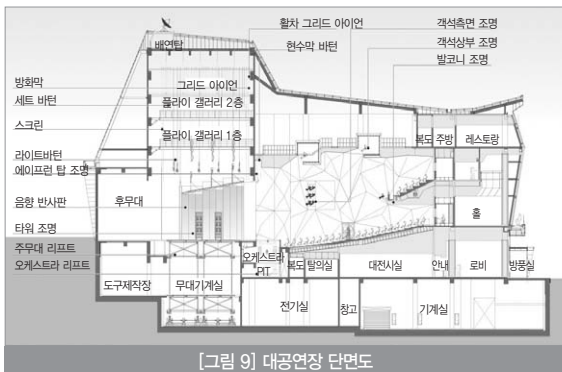 활차 그리드 아이언
객석측면 조명
배연탑
현수막 바턴
객석상부 조명
발코니 조명
방화막
그리드 아이언
세트 바턴
플라이 갤러리 2층
스크린
플라이 갤러리 1층
복도 주방 레스토랑
라이트바턴
에이프런 탑 조명
음향 반사판
후무대
홀
타워 조명
주무대 리프트
오케스트라 리프트
오케스트라
PIT
복도 탈의실 대전시실 안내 로비 방풍실
도구제작장 무대기계실
전기실 창고 기계실
[그림 9] 대공연장 단면도